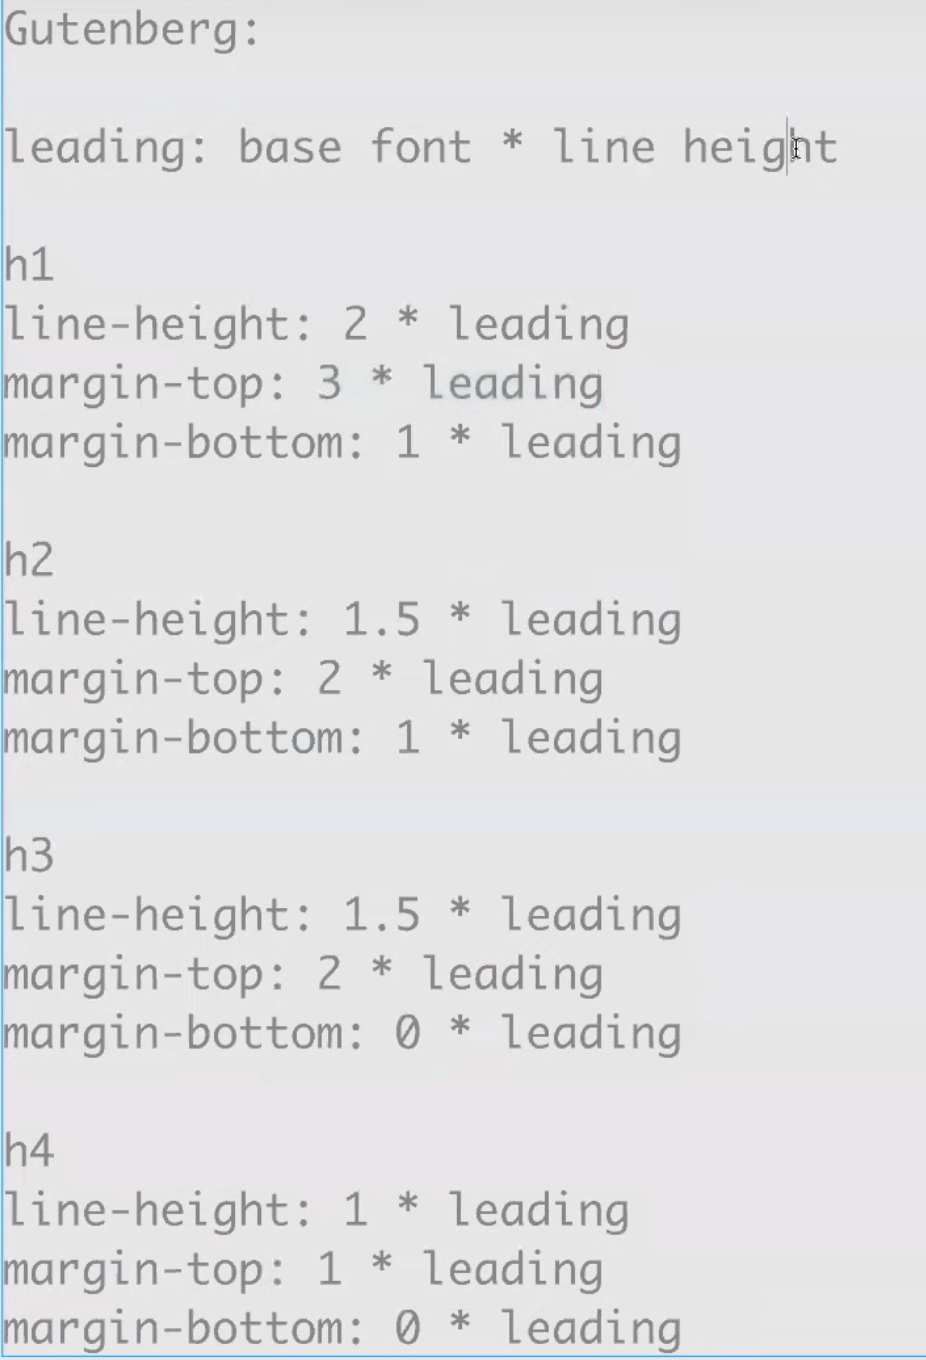 Gutenberg:
leading: base font * line height
h1
line-height: 2 * leading
margin-top: 3 * leading
margin-bottom: 1 * leading
h2
line-height: 1.5 * leading
margin-top: 2 * leading
margin-bottom: 1 * leading
h3
line-height: 1.5 * leading
margin-top: 2 * leading
margin-bottom: 0 * leading
h4
line-height: 1 * leading
margin-top: 1 * leading
margin-bottom: 0 * leading